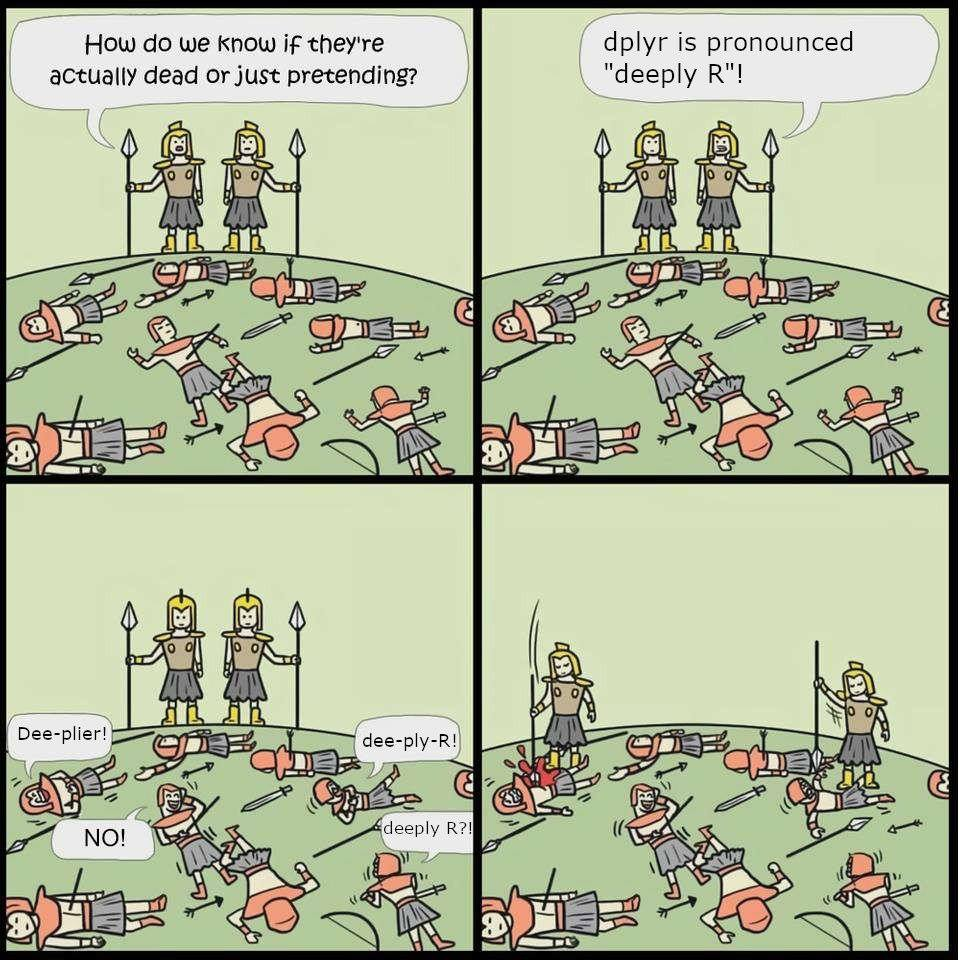 How do we know if they're
actually dead or just pretending?
dplyr is pronounced
"deeply R"!
Dee-plier!
dee-ply-R!
NO!
deeply R?!